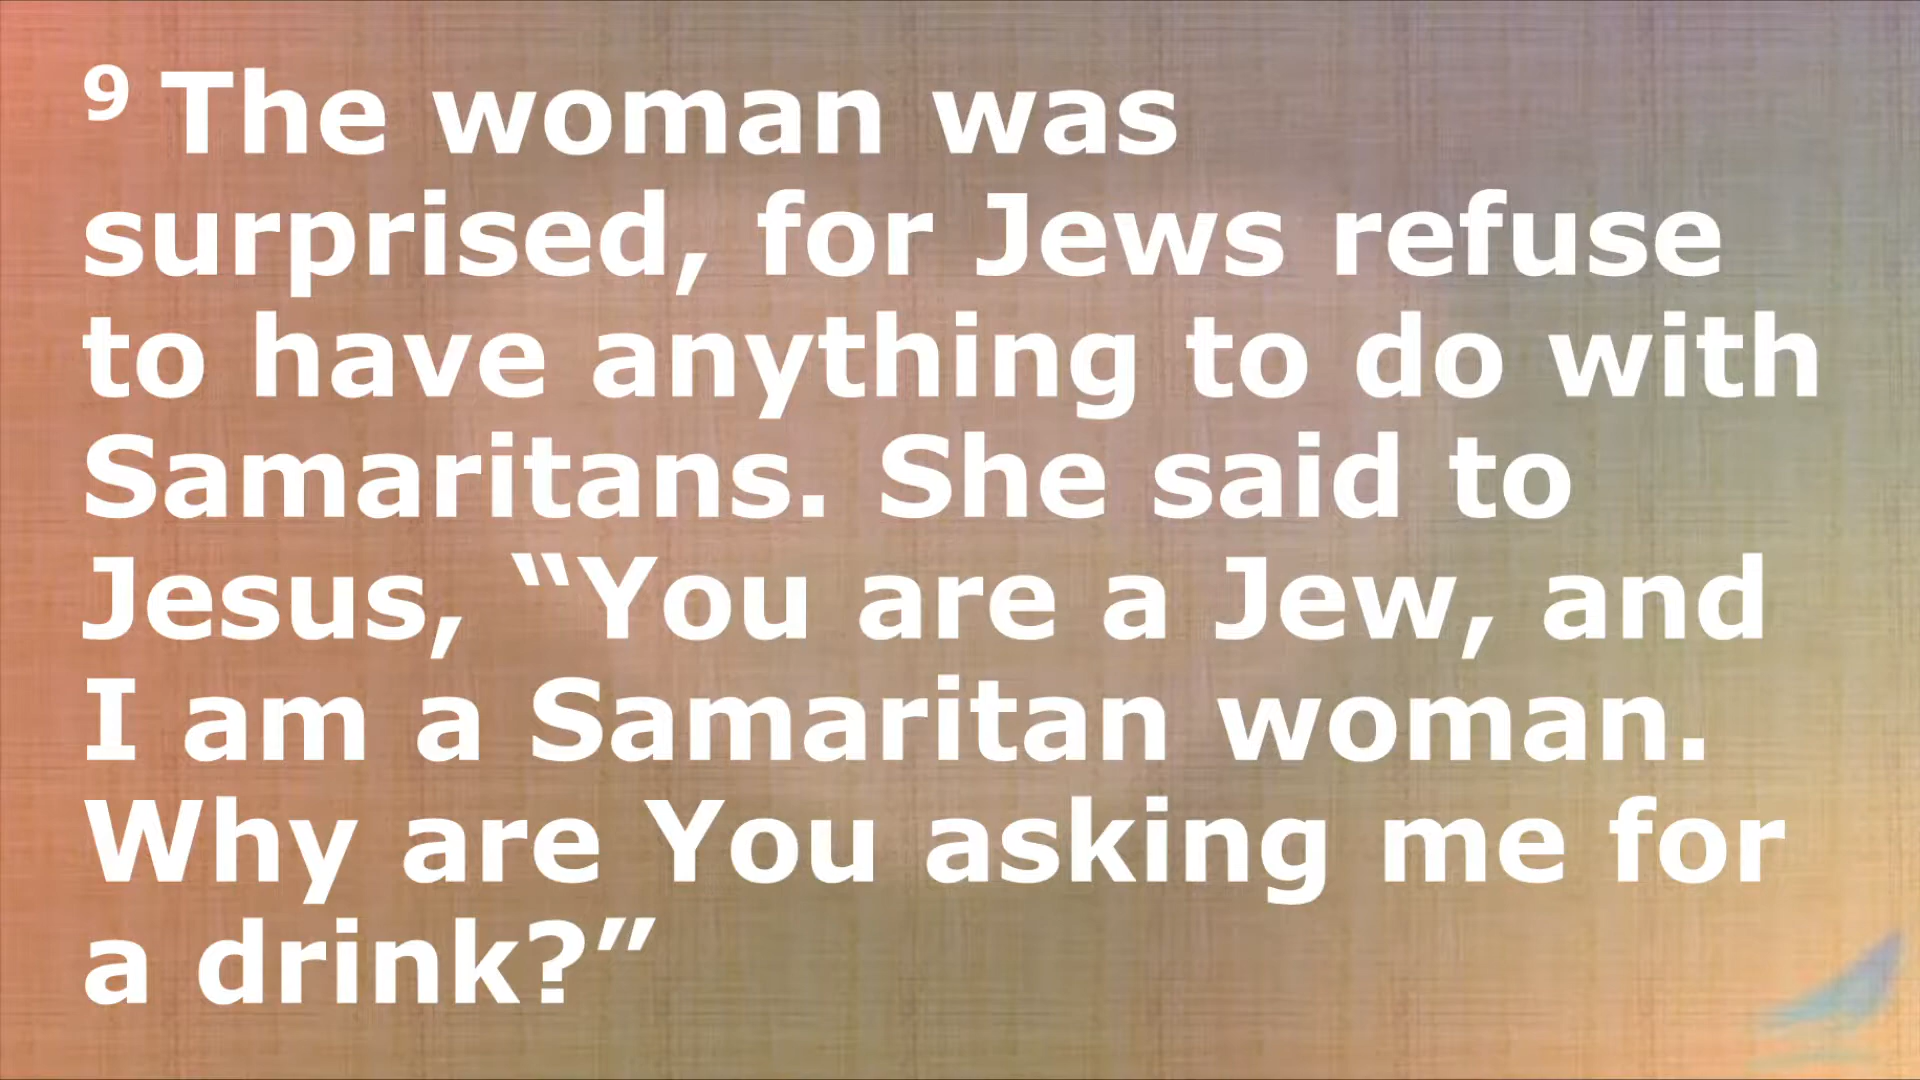 9 The woman was
surprised, for Jews refuse
to have anything to do with
Samaritans. She said to
Jesus, “You are a Jew, and
I am a Samaritan woman.
Why are You asking me for
a drink?”